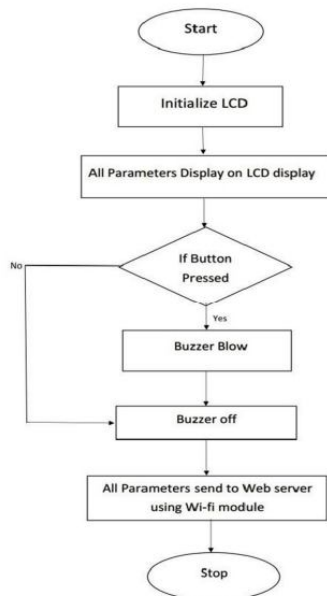 Start
Initialize LCD
All Parameters Display on LCD display
If Button
Pressed
No
Yes
Buzzer Blow
Buzzer off
All Parameters send to Web server
using Wi-fi module
Stop